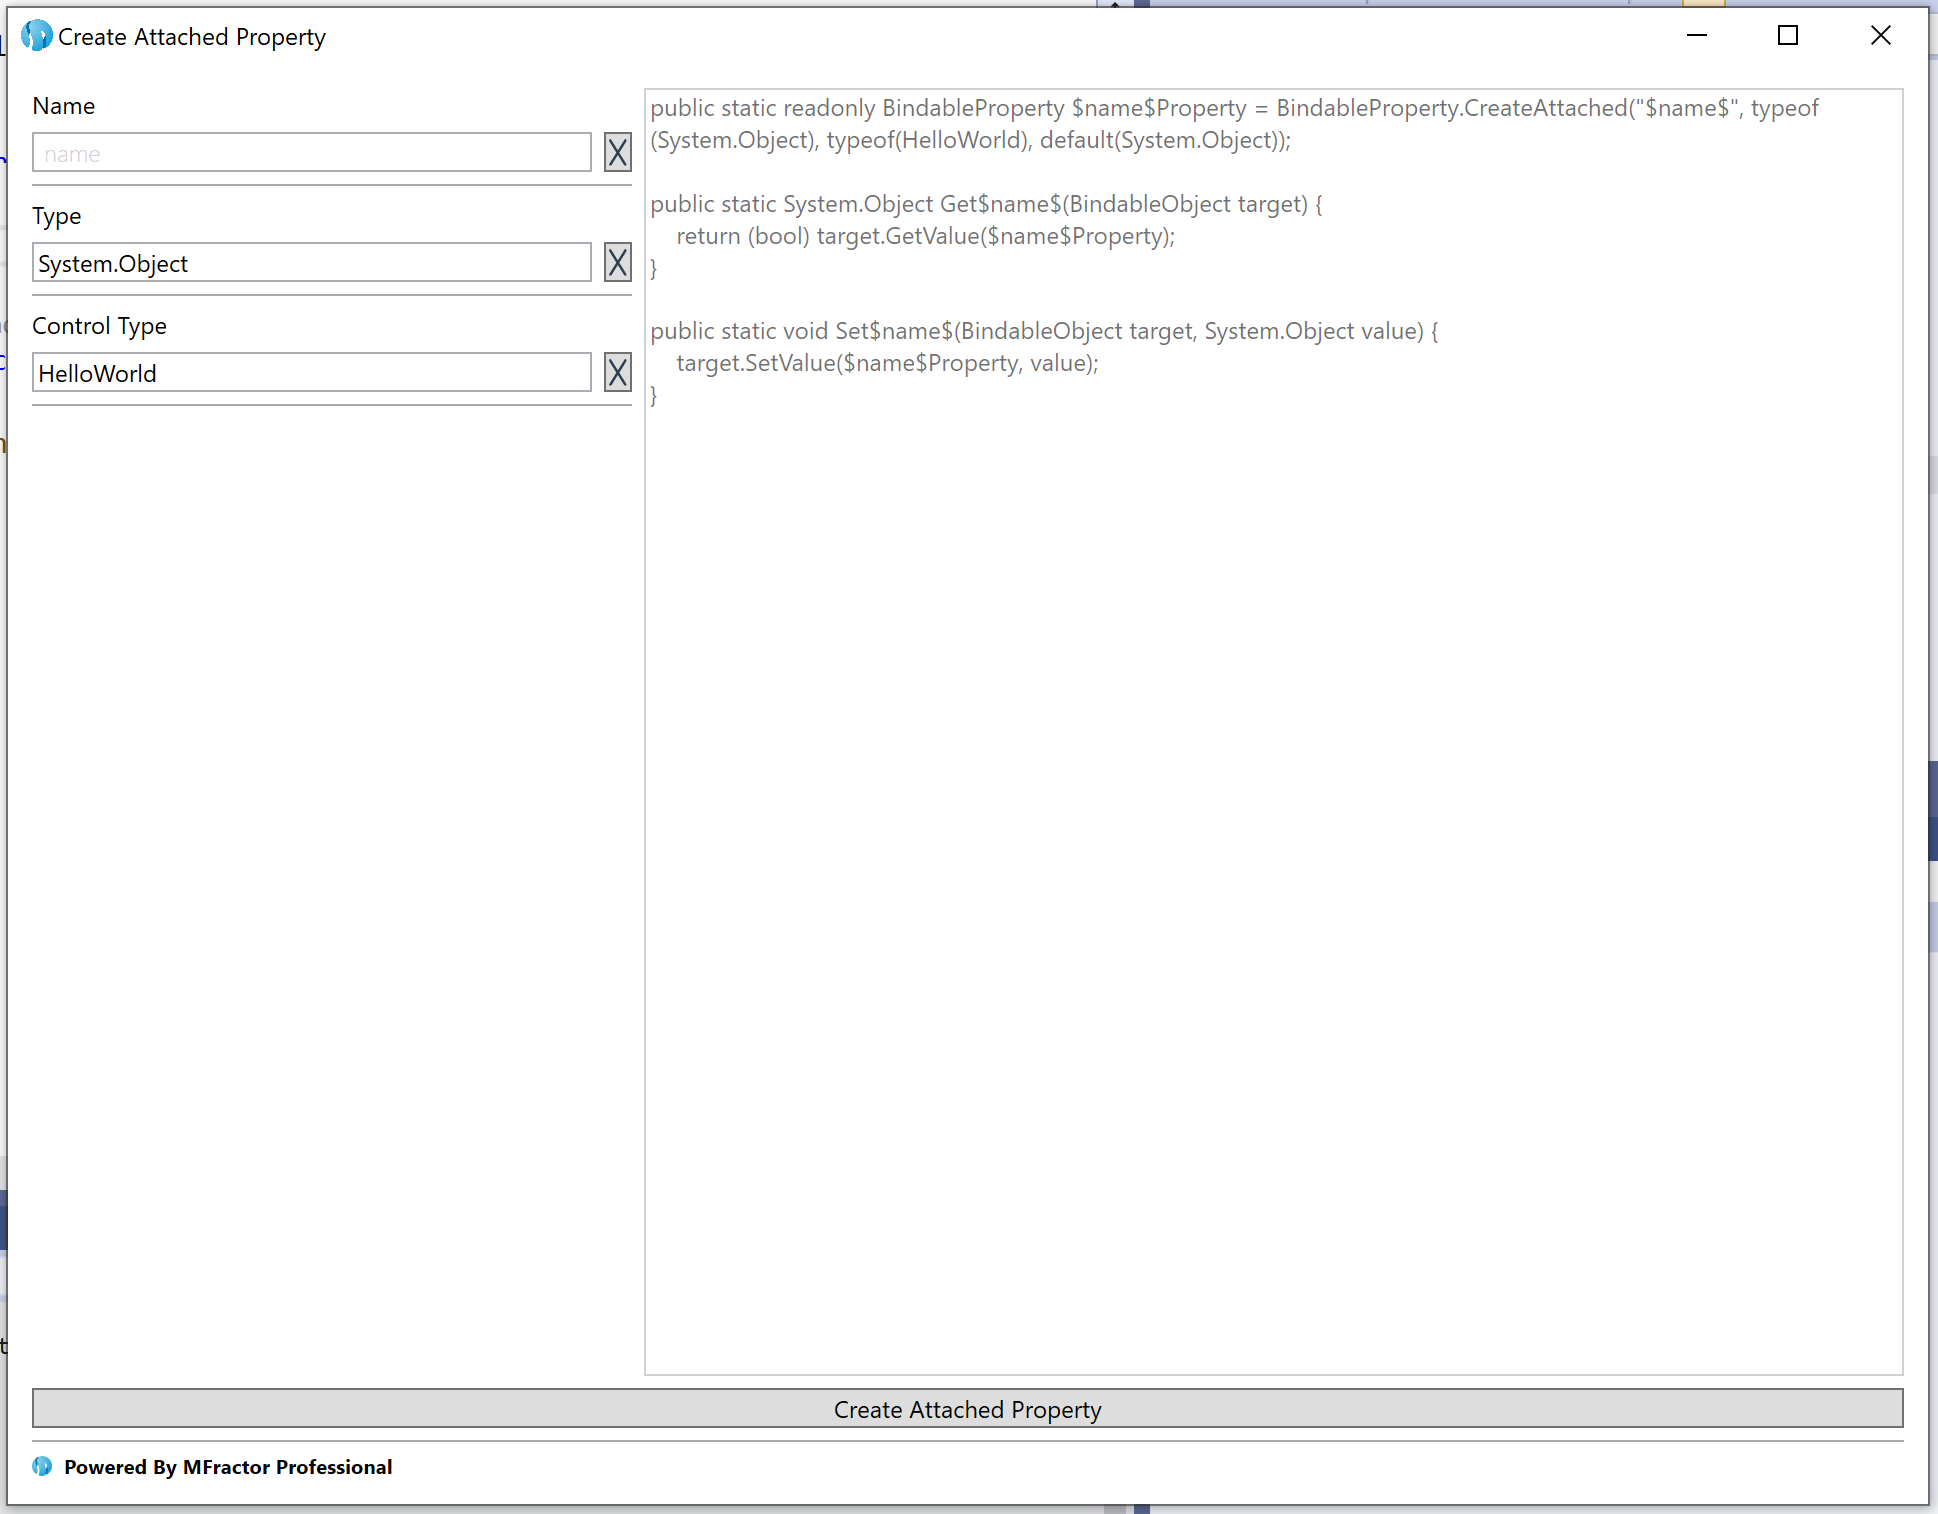 Create Attached Property
Name
name
X
Type
System.Object
X
Control Type
HelloWorld
X
public static readonly BindableProperty $name$Property = BindableProperty.CreateAttached("$name$", typeof
(System.Object), typeof(HelloWorld), default(System.Object));
public static System.Object Get$name$(BindableObject target) {
return (bool) target.GetValue($name$Property);
}
public static void Set$name$(BindableObject target, System.Object value) {
target.SetValue($name$Property, value);
}
Create Attached Property
Powered By MFractor Professional